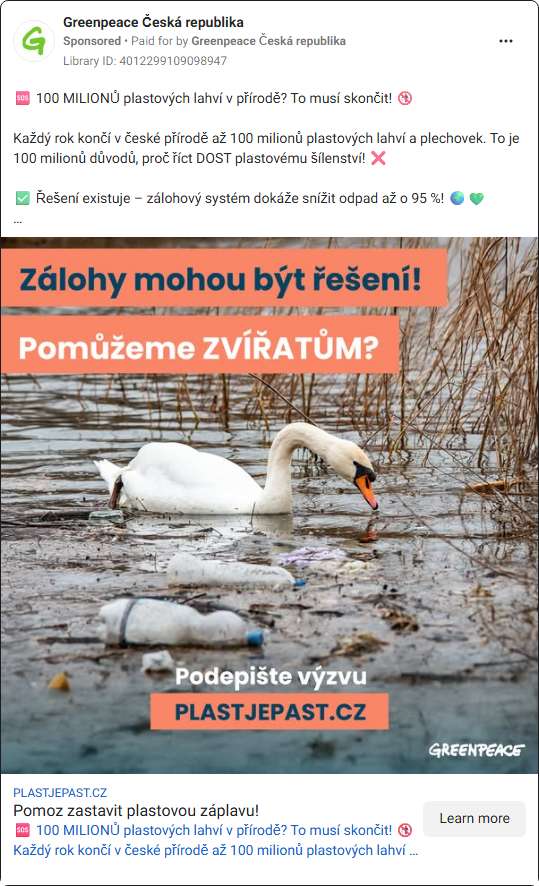 Greenpeace Česká republika
Sponsored • Paid for by Greenpeace Česká republika
Library ID: 4012299109098947
🆘 100 MILIONŮ plastových lahví v přírodě? To musí skončit! 🚯
Každý rok končí v české přírodě až 100 milionů plastových lahví a plechovek. To je
100 milionů důvodů, proč říct DOST plastovému šílenství! ❌
✅ Řešení existuje – zálohový systém dokáže snížit odpad až o 95 %! 🌍 💚
...
Zálohy mohou být řešení!
Pomůžeme ZVÍŘATŮM?
Podepište výzvu
PLASTJEPAST.CZ
GREENPEACE
PLASTJEPAST.CZ
Pomoz zastavit plastovou záplavu!
🆘 100 MILIONŮ plastových lahví v přírodě? To musí skončit! 🚯
Každý rok končí v české přírodě až 100 milionů plastových lahví ...
Learn more